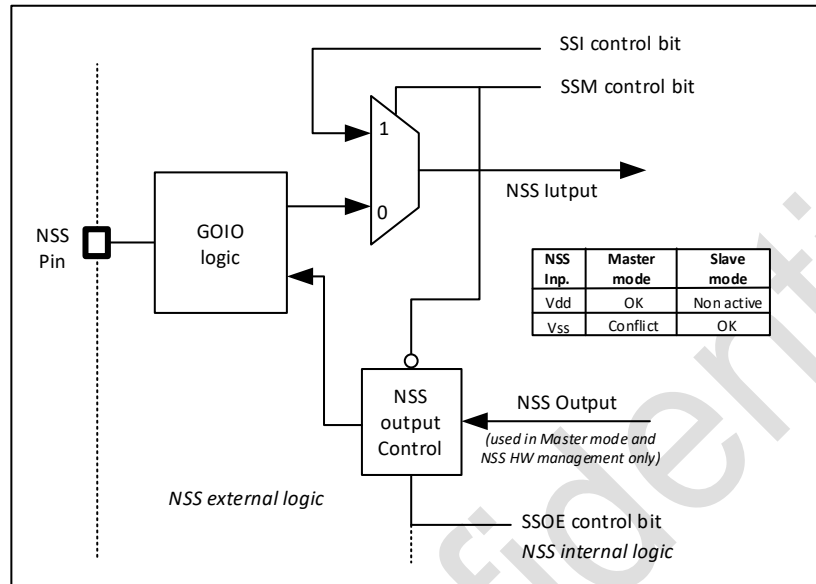 SSI control bit
SSM control bit
1
NSS Iutput
0
GOIO
logic
NSS
Pin
NSS Inp. Master mode Slave mode
Vdd OK Non active
Vss Conflict OK
NSS
output
Control
NSS Output
(used in Master mode and
NSS HW management only)
NSS external logic
SSOE control bit
NSS internal logic